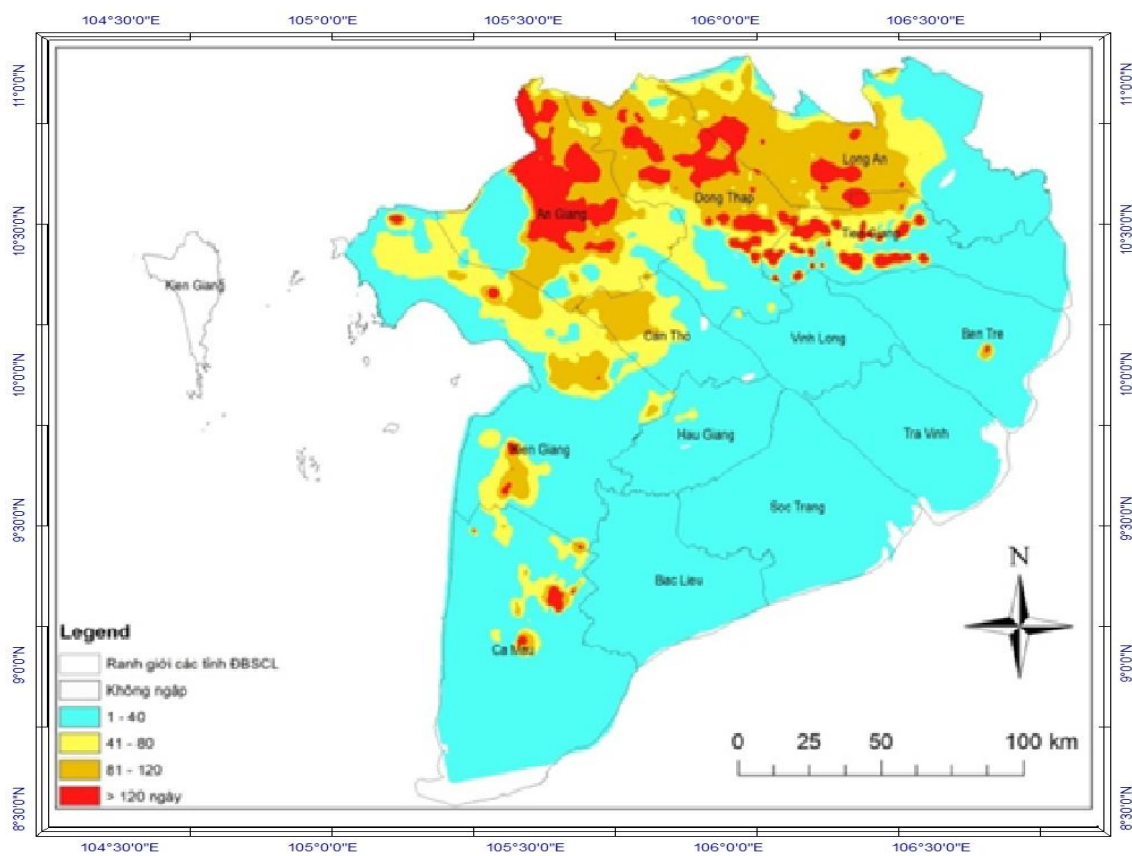 104°30'0"E 105°0'0"E 105°30'0"E 106°0'0"E 106°30'0"E
11°0'0"N
11°0'0"N
Long An
Dong Thap
An Giang
Tien Giang
10°30'0"N
10°30'0"N
Kien Giang
Can Tho
Vinh Long
Ben Tre
10°0'0"N
10°0'0"N
Hau Giang
Tra Vinh
Kien Giang
Soc Trang
9°30'0"N
9°30'0"N
Bac Lieu
N
Ca Mau
9°0'0"N
9°0'0"N
Legend
Ranh giới các tỉnh ĐBSCL
Không ngập
1 - 40
41 - 80
81 - 120
> 120 ngày
0 25 50 100 km
8°30'0"N
8°30'0"N
104°30'0"E 105°0'0"E 105°30'0"E 106°0'0"E 106°30'0"E